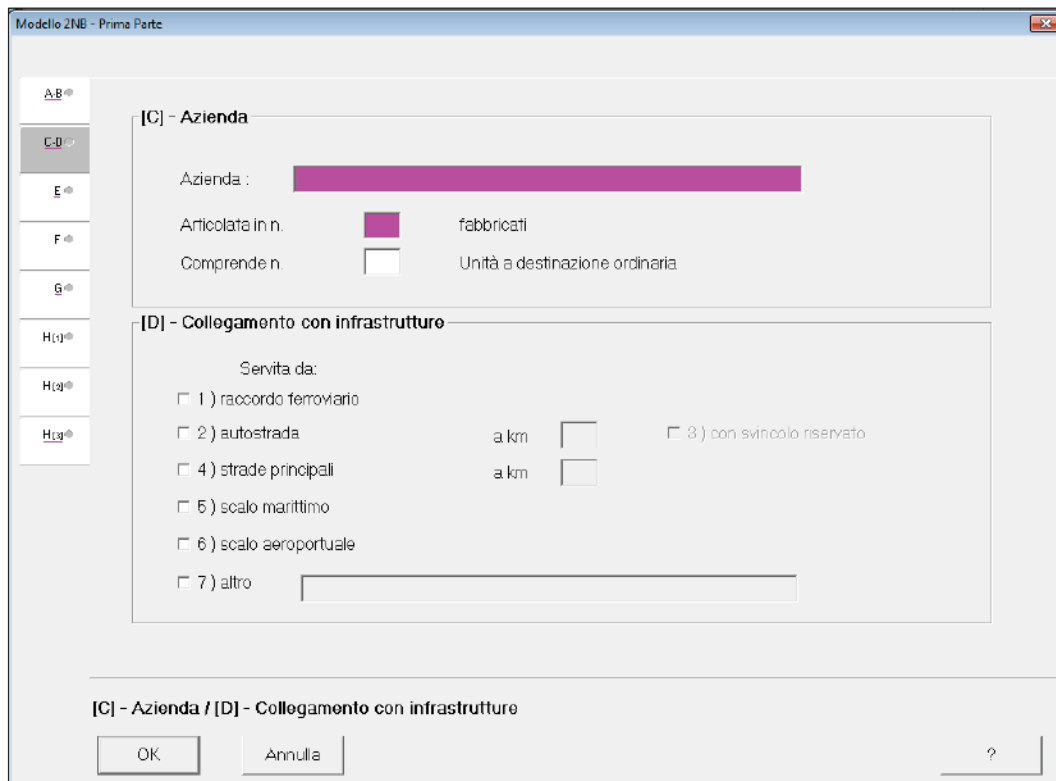 Modello 2NB - Prima Parte
A-B
C-D
E
F
G
H[1]
H[2]
H[3]
[C] - Azienda
Azienda :
Articolata in n. fabbricati
Comprende n. Unità a destinazione ordinaria
[D] - Collegamento con infrastrutture
Servita da:
1 ) raccordo ferroviario
2 ) autostrada a km 3 ) con svincolo riservato
4 ) strade principali a km
5 ) scalo marittimo
6 ) scalo aeroportuale
7 ) altro
[C] - Azienda / [D] - Collegamento con infrastrutture
OK Annulla ?